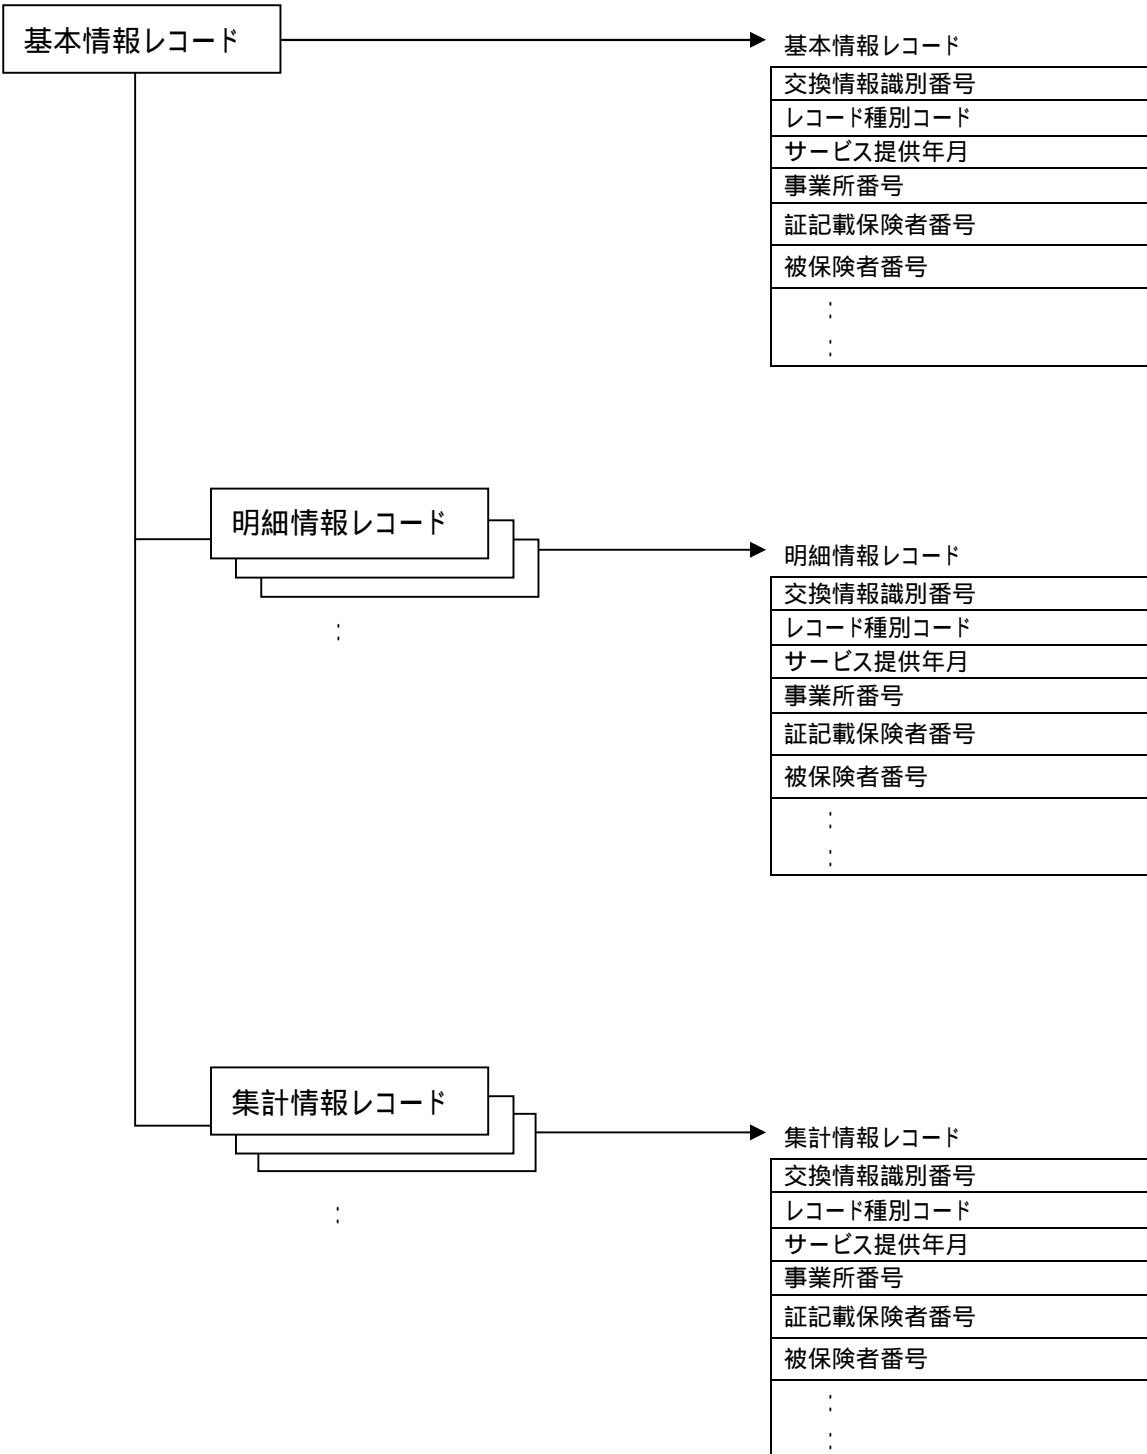 基本情報レコード
基本情報レコード
交換情報識別番号
レコード種別コード
サービス提供年月
事業所番号
証記載保険者番号
被保険者番号
:
:
明細情報レコード
:
明細情報レコード
交換情報識別番号
レコード種別コード
サービス提供年月
事業所番号
証記載保険者番号
被保険者番号
:
:
集計情報レコード
:
集計情報レコード
交換情報識別番号
レコード種別コード
サービス提供年月
事業所番号
証記載保険者番号
被保険者番号
:
: